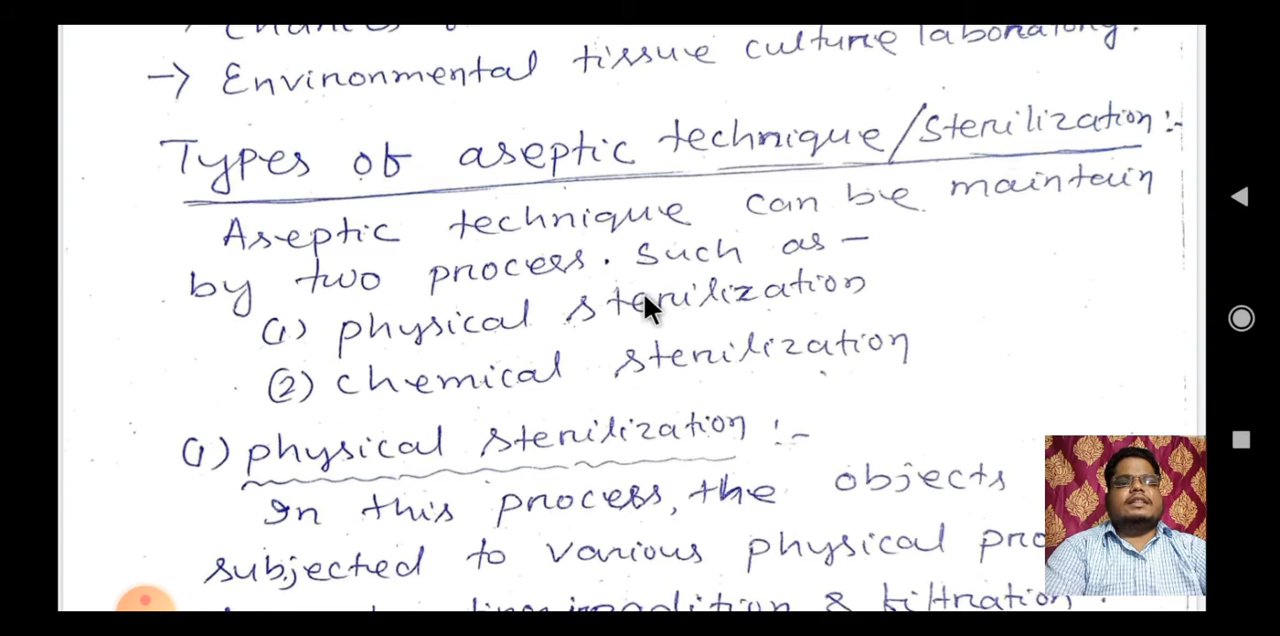 → Environmental tissue culture laboratory.
Types of aseptic technique/sterilization :-
Aseptic technique can be maintain
by two process. Such as –
(1) physical sterilization
(2) chemical sterilization
(1) physical sterilization :-
In this process, the objects
subjected to various physical
& filtration.